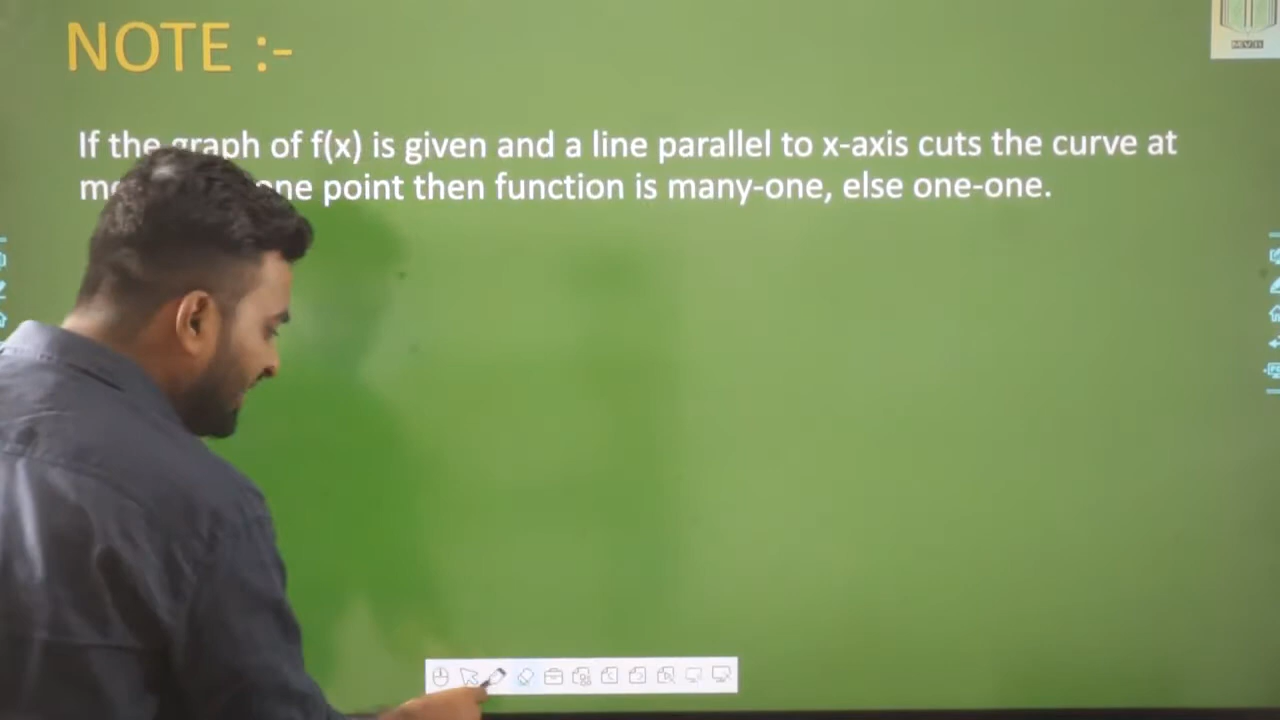 NOTE :-
If the graph of f(x) is given and a line parallel to x-axis cuts the curve at
one point then function is many-one, else one-one.